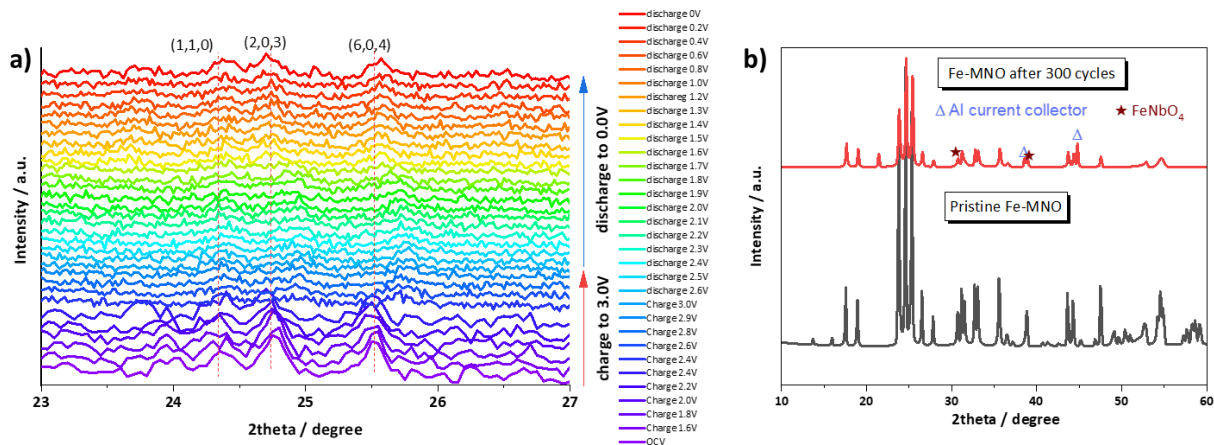 a)
(1,1,0)
(2,0,3)
(6,0,4)
Intensity / a.u.
23
24
25
26
27
2theta / degree
discharge to 0.0V
charge to 3.0V
discharge 0V
discharge 0.2V
discharge 0.4V
discharge 0.6V
discharge 0.8V
discharge 1.0V
dischareg 1.2V
discharge 1.3V
discharge 1.4V
discharge 1.5V
discharge 1.6V
discharge 1.7V
discharge 1.8V
discharge 1.9V
discharge 2.0V
discharge 2.1V
discharge 2.2V
discharge 2.3V
discharge 2.4V
discharge 2.5V
discharge 2.6V
Charge 3.0V
Charge 2.9V
Charge 2.8V
Charge 2.6V
Charge 2.4V
Charge 2.4V
Charge 2.2V
Charge 2.0V
Charge 1.8V
Charge 1.6V
OCV
b)
Fe-MNO after 300 cycles
Δ Al current collector
★ FeNbO4
Pristine Fe-MNO
Intensity / a.u.
10
20
30
40
50
60
2theta / degree